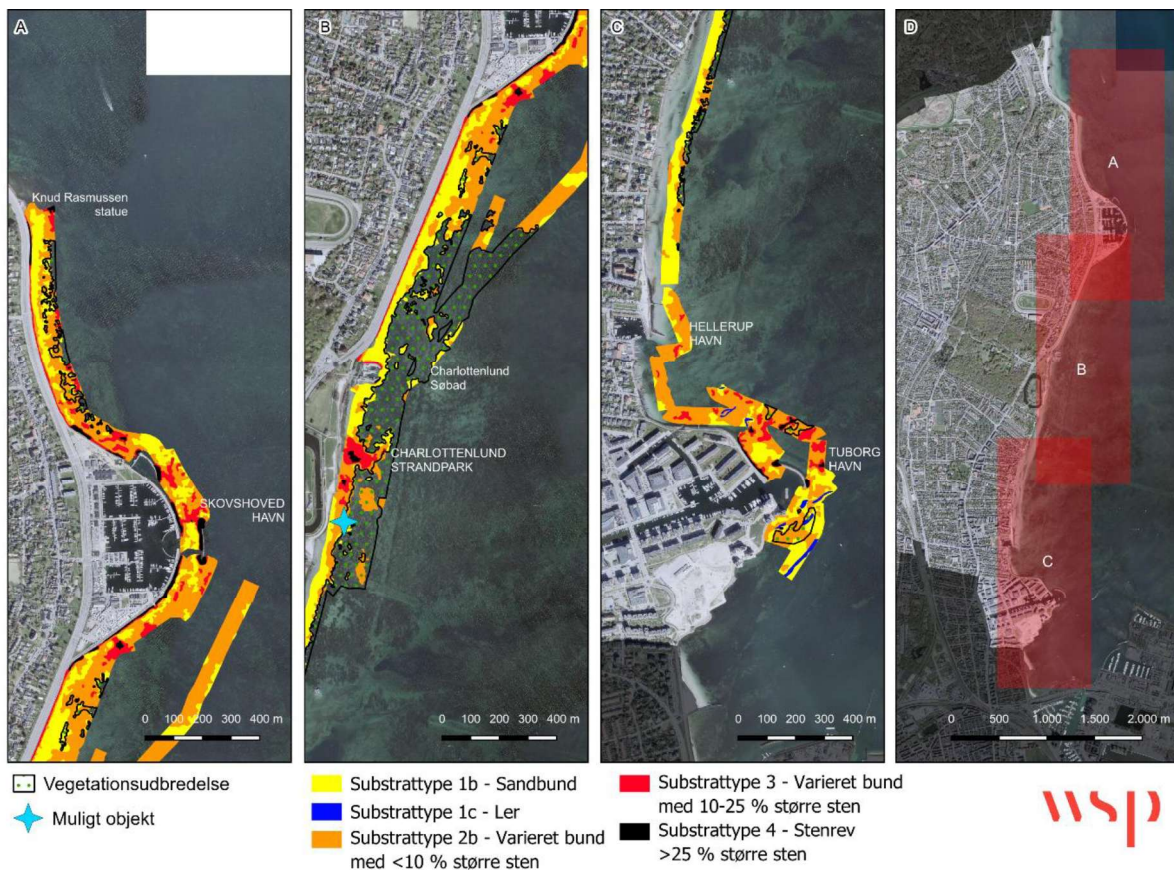 A
Knud Rasmussen
statue
SKOVSHOVED
HAVN
0 100 200 400 m
B
Charlottenlund
Søbad
CHARLOTTENLUND
STRANDPARK
0 100 200 400 m
C
HELLERUP
HAVN
TUBORG
HAVN
0 100 200 400 m
D
A
B
C
0 500 1.000 1.500 2.000 m
Vegetationsudbredelse
Muligt objekt
Substrattype 1b - Sandbund
Substrattype 1c - Ler
Substrattype 2b - Varieret bund
med <10 % større sten
Substrattype 3 - Varieret bund
med 10-25 % større sten
Substrattype 4 - Stenrev
>25 % større sten
wsp